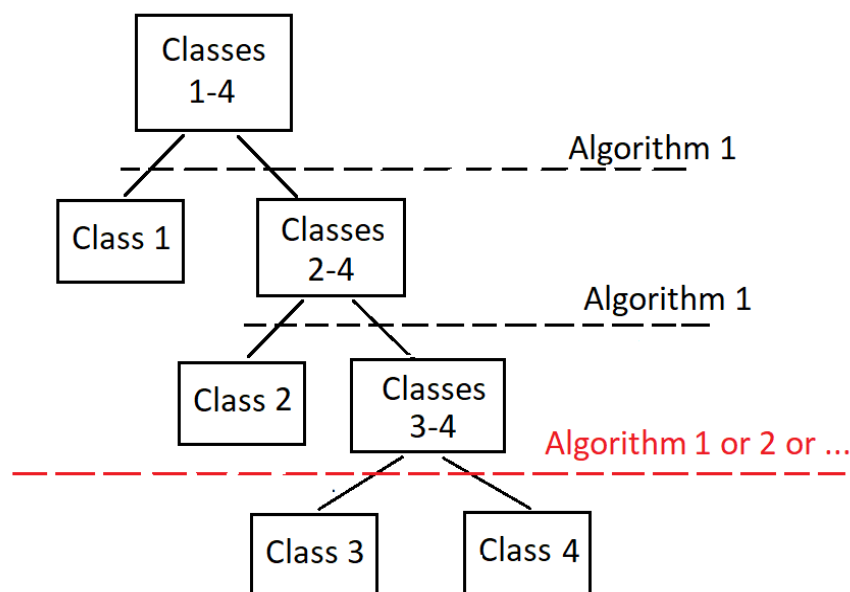 Classes
1-4
Algorithm 1
Class 1
Classes
2-4
Algorithm 1
Class 2
Classes
3-4
Algorithm 1 or 2 or ...
Class 3
Class 4